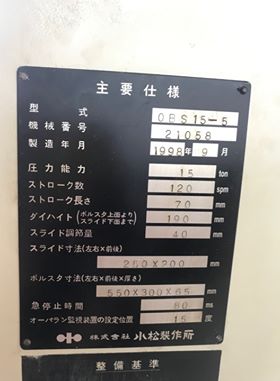 主要仕様
型式 OBS15-5
機械番号 21058
製造年月 1998年9月
圧力能力 15 ton
ストローク数 120 spm
ストローク長さ 70 mm
ダイハイト(ボルスタ上面よりスライド下面まで) 190 mm
スライド調節量 40 mm
スライド寸法(左右×前後)
250X200 mm
ボルスタ寸法(左右×前後×厚さ)
550X300X65 mm
急停止時間 80 ms
オーバラン監視装置の設定位置 15 度
株式会社 小松製作所
整備基準